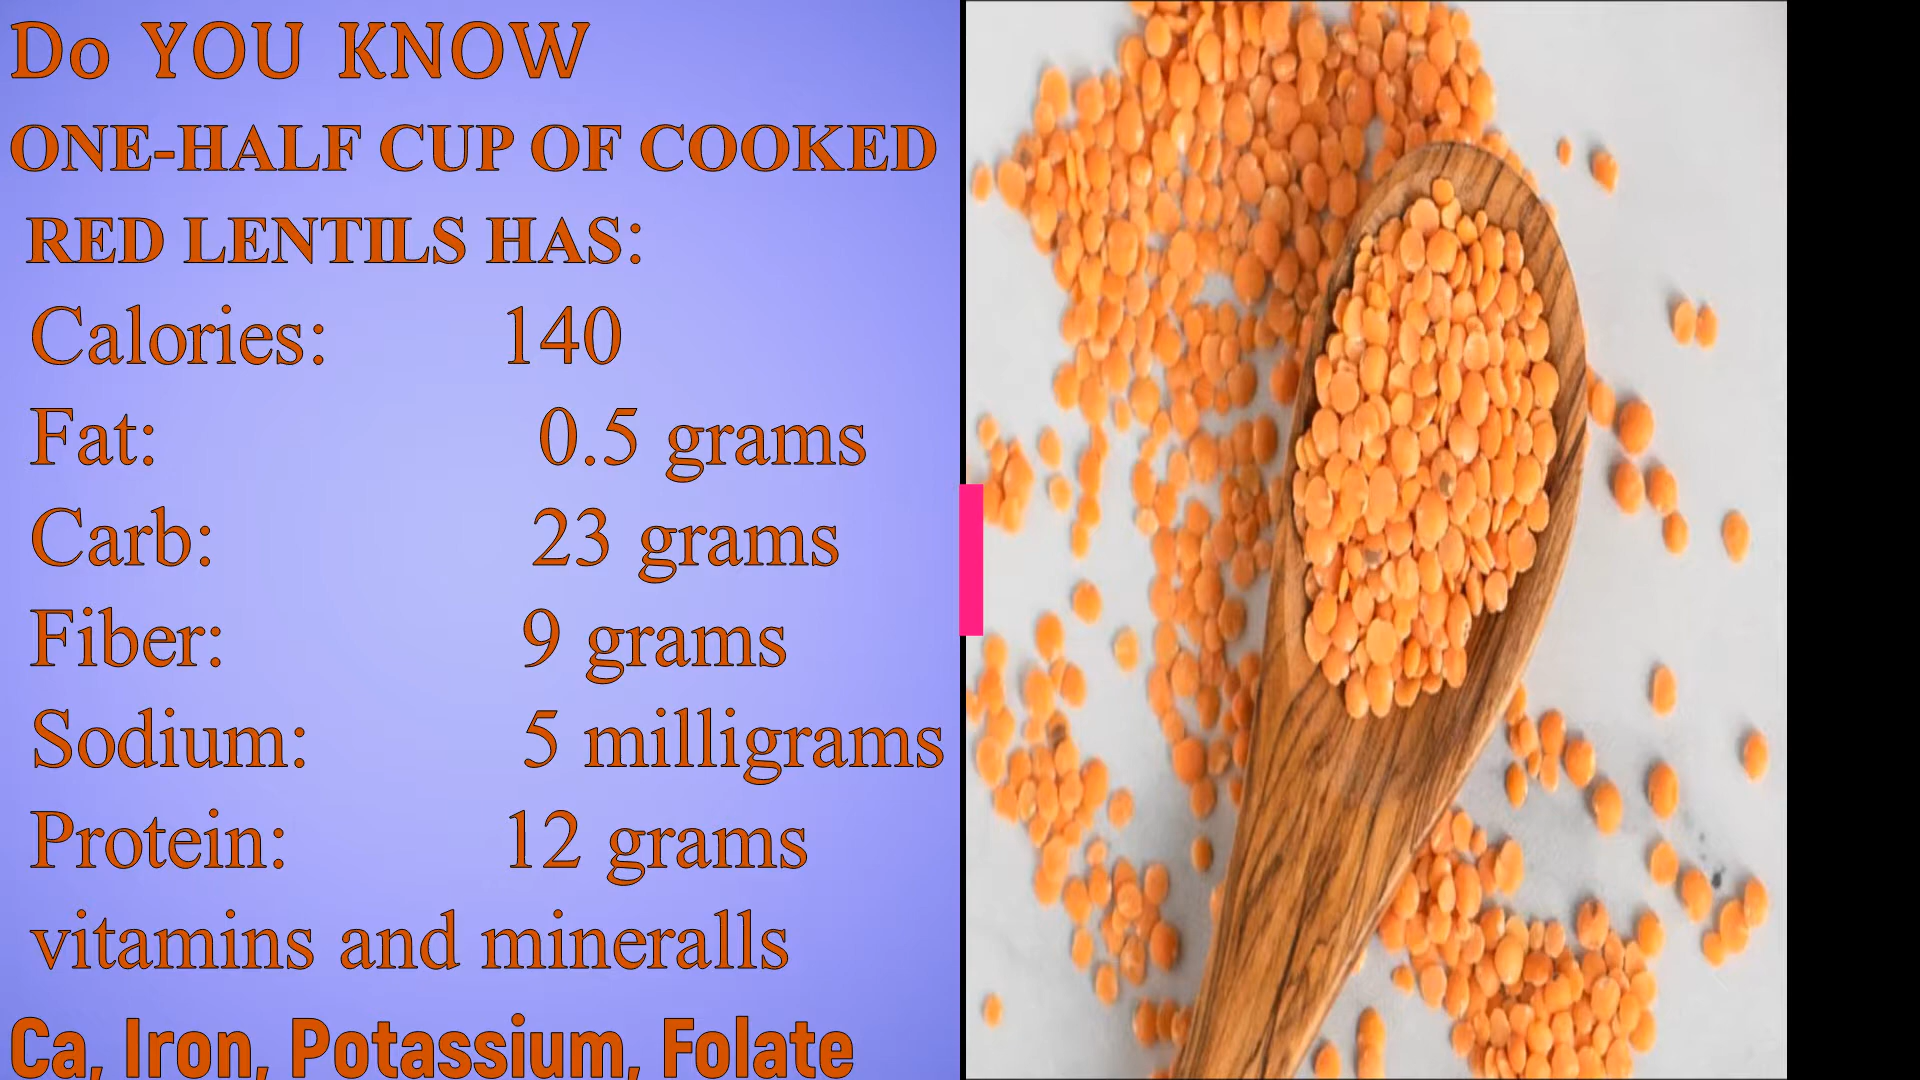 Do YOU KNOW
ONE-HALF CUP OF COOKED
RED LENTILS HAS:
Calories: 140
Fat: 0.5 grams
Carb: 23 grams
Fiber: 9 grams
Sodium: 5 milligrams
Protein: 12 grams
vitamins and mineralls
Ca, Iron, Potassium, Folate